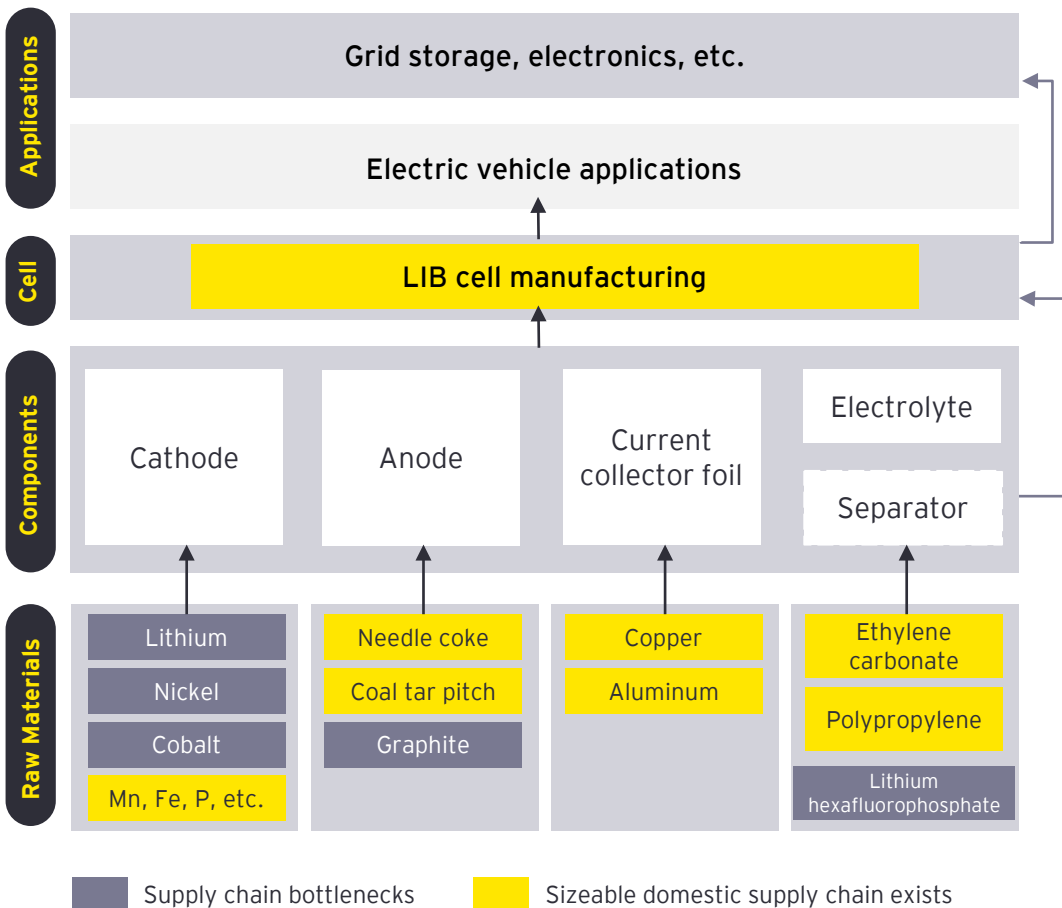 Applications
Grid storage, electronics, etc.
Electric vehicle applications
Cell
LIB cell manufacturing
Components
Cathode
Anode
Current
collector foil
Electrolyte
Separator
Raw Materials
Lithium
Nickel
Cobalt
Mn, Fe, P, etc.
Needle coke
Coal tar pitch
Graphite
Copper
Aluminum
Ethylene
carbonate
Polypropylene
Lithium
hexafluorophosphate
Supply chain bottlenecks
Sizeable domestic supply chain exists